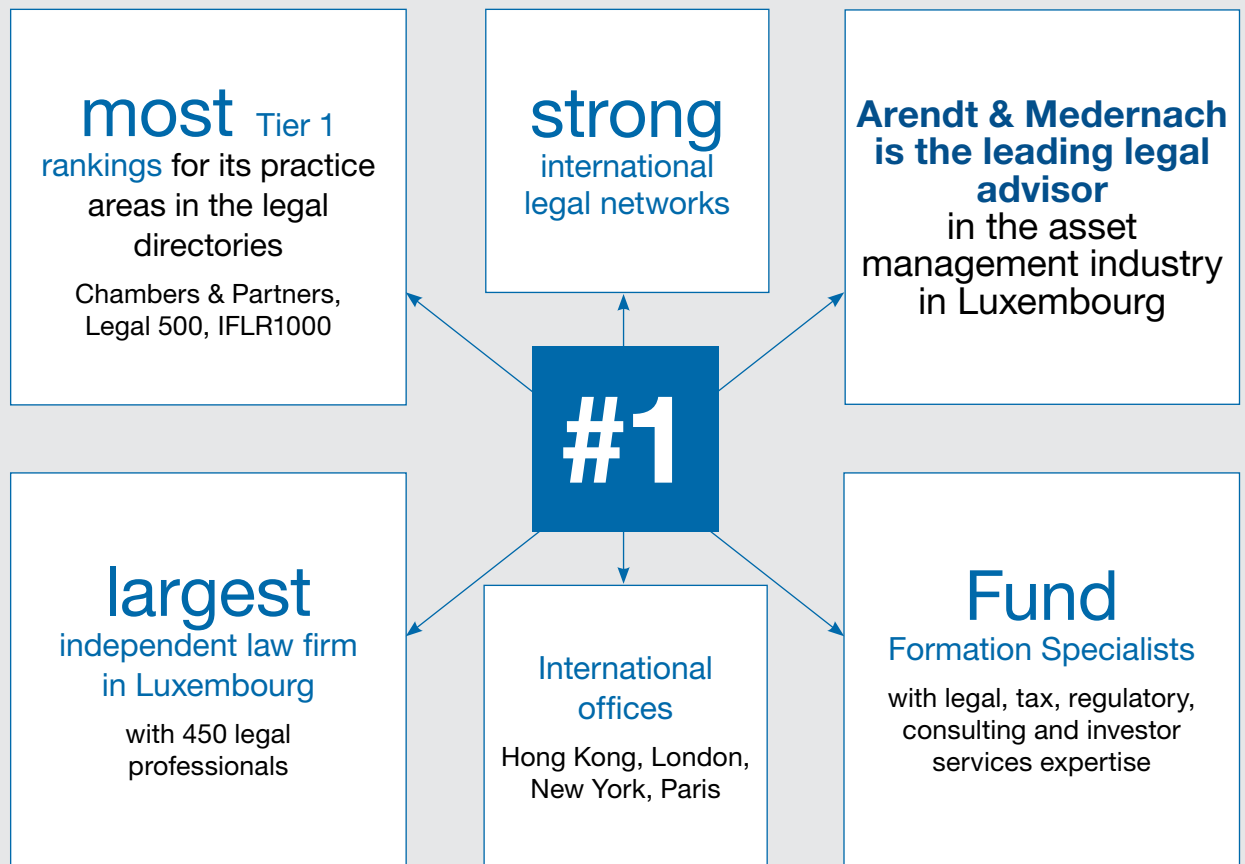 most Tier 1
rankings for its practice
areas in the legal
directories
Chambers & Partners,
Legal 500, IFLR1000
strong
international
legal networks
Arendt & Medernach
is the leading legal
advisor
in the asset
management industry
in Luxembourg
#1
largest
independent law firm
in Luxembourg
with 450 legal
professionals
International
offices
Hong Kong, London,
New York, Paris
Fund
Formation Specialists
with legal, tax, regulatory,
consulting and investor
services expertise